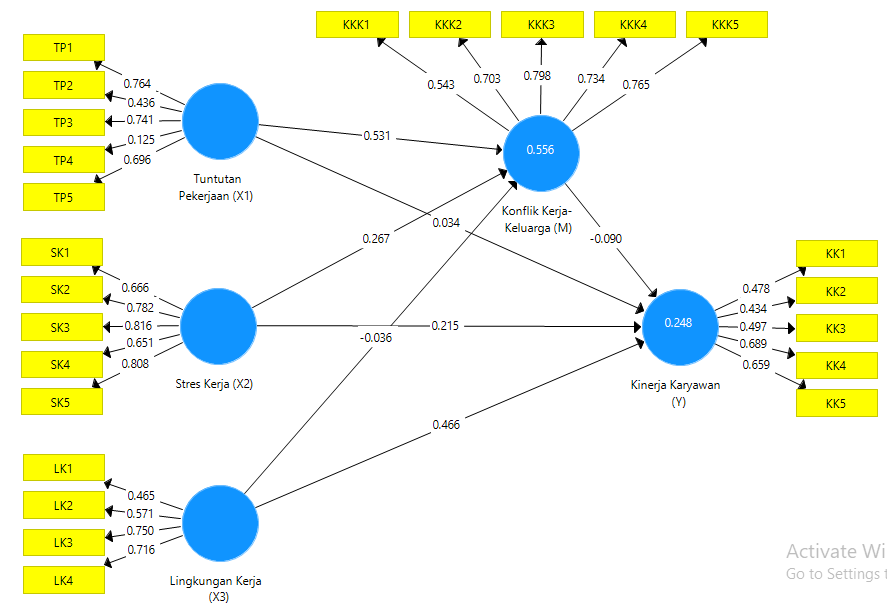 KKK1
KKK2
KKK3
KKK4
KKK5
0.543
0.703
0.798
0.734
0.765
TP1
TP2
TP3
TP4
TP5
0.764
0.436
0.741
0.125
0.696
Tuntutan
Pekerjaan (X1)
0.531
0.556
Konflik Kerja-
Keluarga (M)
0.034
0.267
-0.090
SK1
SK2
SK3
SK4
SK5
0.666
0.782
0.816
0.651
0.808
Stres Kerja (X2)
0.215
-0.036
0.248
Kinerja Karyawan
(Y)
0.478
0.434
0.497
0.689
0.659
KK1
KK2
KK3
KK4
KK5
0.466
LK1
LK2
LK3
LK4
0.465
0.571
0.750
0.716
Lingkungan Kerja
(X3)
Activate Wi
Go to Settings t